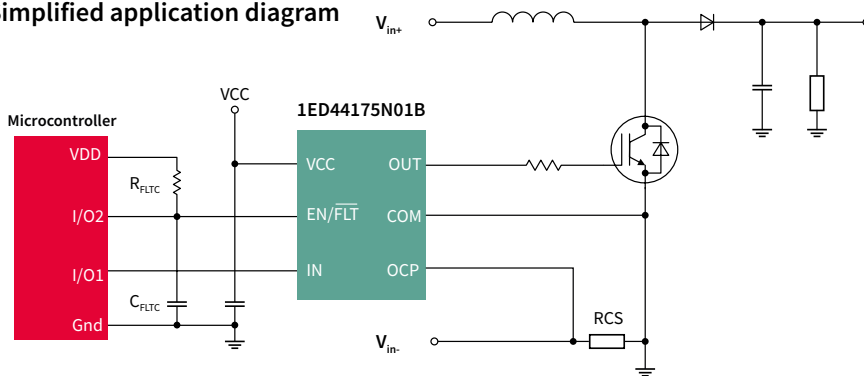 Simplified application diagram
Vin+
VCC
Microcontroller
1ED44175N01B
VDD
VCC
OUT
RFLTC
I/O2
EN/FLT
COM
I/O1
IN
OCP
CFLTC
Gnd
RCS
Vin-